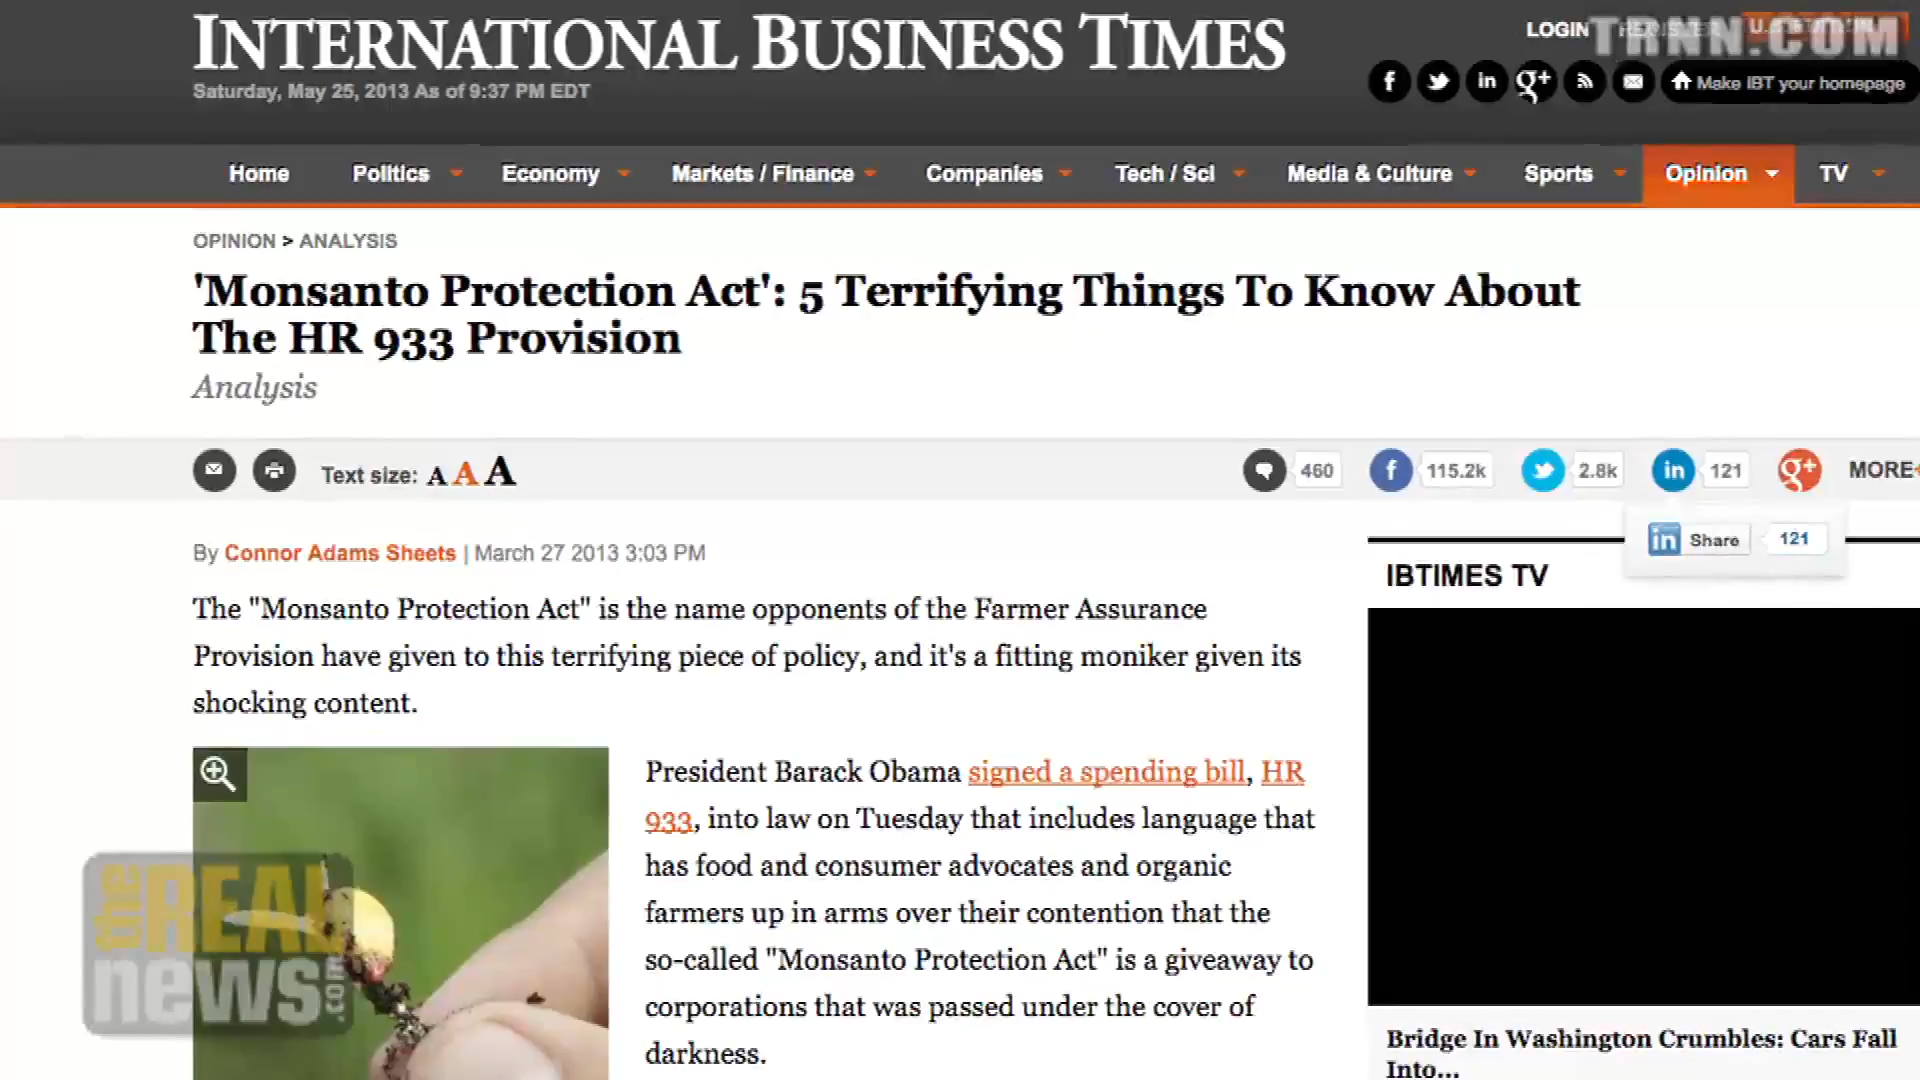 INTERNATIONAL BUSINESS TIMES
Saturday, May 25, 2013 As of 9:37 PM EDT
LOGIN
TRNN.COM
Make IBT your homepage
Home Politics Economy Markets / Finance Companies Tech / Sci Media & Culture Sports Opinion TV
OPINION > ANALYSIS
'Monsanto Protection Act': 5 Terrifying Things To Know About
The HR 933 Provision
Analysis
Text size: A A A
460 115.2k 2.8k 121 MORE+
Share 121
By Connor Adams Sheets | March 27 2013 3:03 PM
The "Monsanto Protection Act" is the name opponents of the Farmer Assurance
Provision have given to this terrifying piece of policy, and it's a fitting moniker given its
shocking content.
President Barack Obama signed a spending bill, HR
933, into law on Tuesday that includes language that
has food and consumer advocates and organic
farmers up in arms over their contention that the
so-called "Monsanto Protection Act" is a giveaway to
corporations that was passed under the cover of
darkness.
IBTIMES TV
Bridge In Washington Crumbles: Cars Fall
Into...
the REAL
news.com